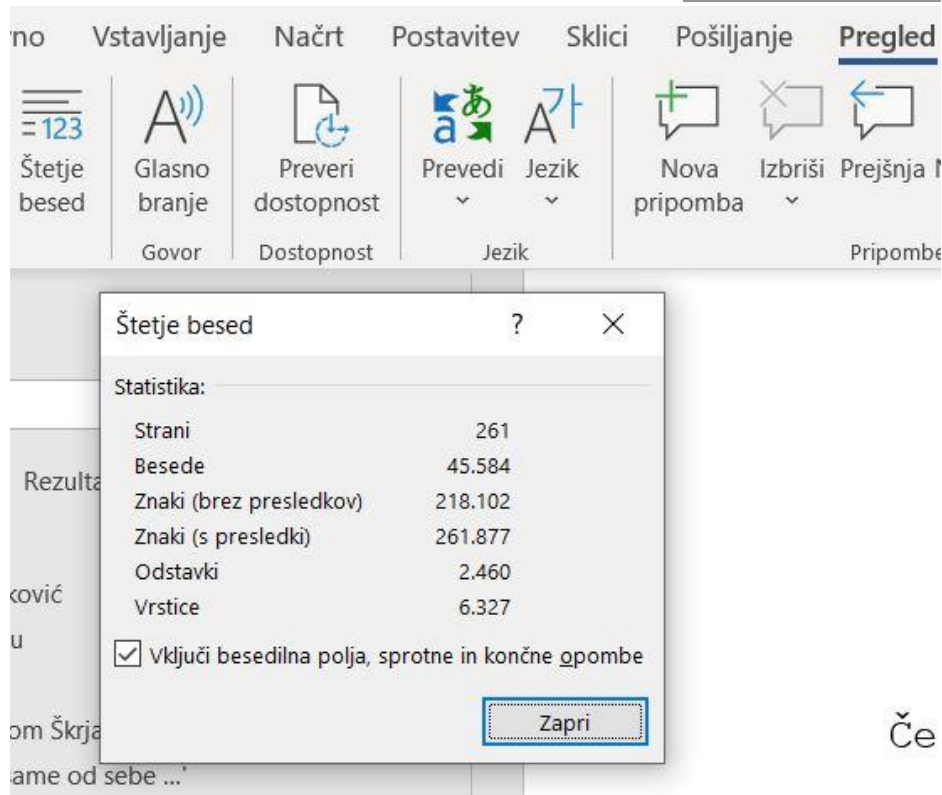 Vstavljanje Načrt Postavitev Sklici Pošiljanje Pregled
123
Štetje besed
Glasno branje
Preveri dostopnost
Prevedi
Jezik
Nova pripomba
Izbriši
Prejšnja
Govor
Dostopnost
Jezik
Pripombe
Štetje besed ?
Statistika:
Strani 261
Besede 45.584
Znaki (brez presledkov) 218.102
Znaki (s presledki) 261.877
Odstavki 2.460
Vrstice 6.327
Vključi besedilna polja, sprotne in končne opombe
Zapri
Rezulta
ković
u
om Škrja
same od sebe ...'
Če